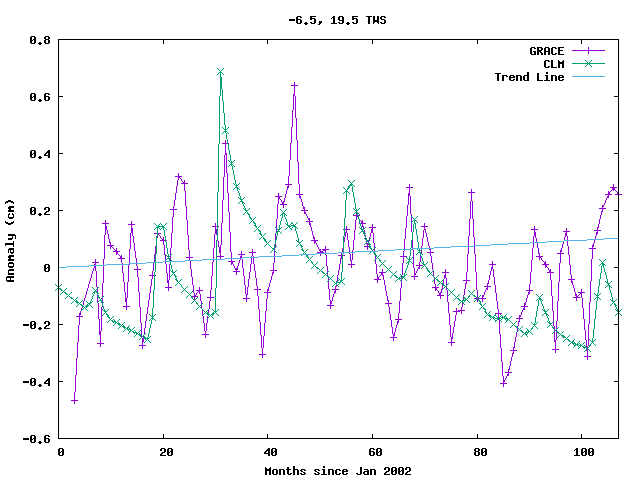 -6.5, 19.5 TWS
GRACE
CLM
Trend Line
0.8
0.6
0.4
0.2
0
-0.2
-0.4
-0.6
Anomaly (cm)
0 20 40 60 80 100
Months since Jan 2002